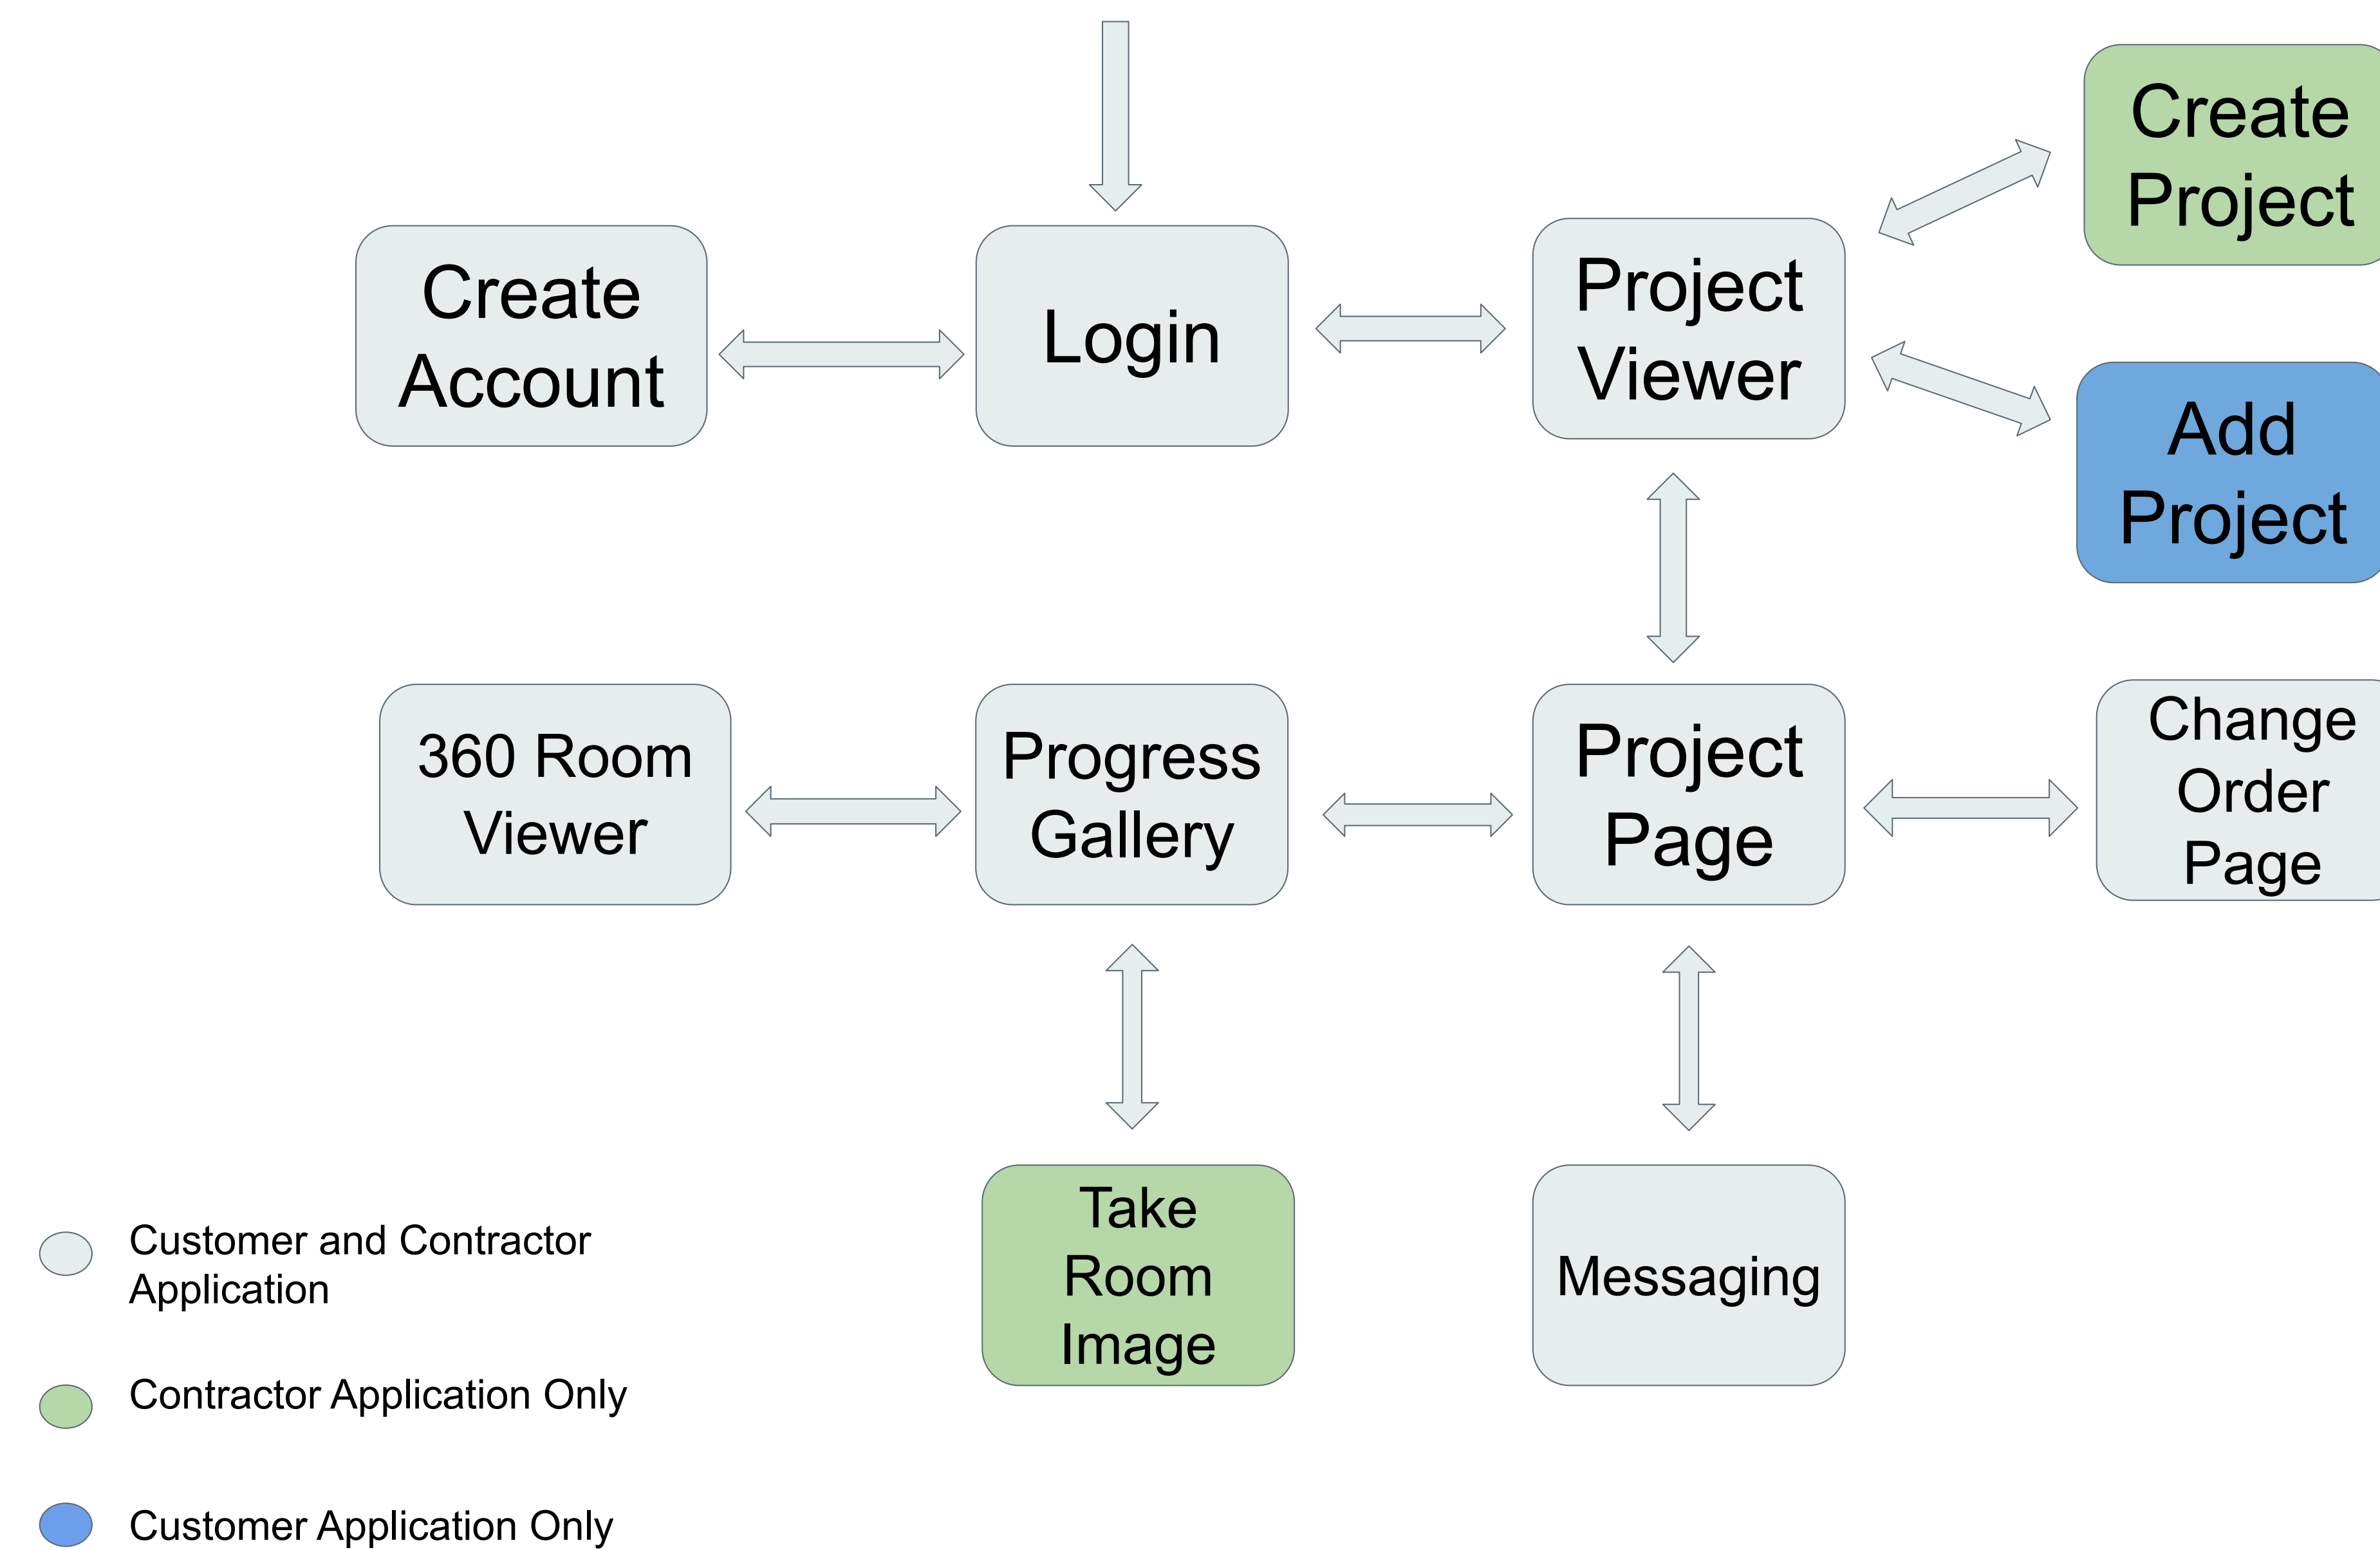 Create
Project
Create
Account
Login
Project
Viewer
Add
Project
360 Room
Viewer
Progress
Gallery
Project
Page
Change
Order
Page
Take
Room
Image
Messaging
Customer and Contractor
Application
Contractor Application Only
Customer Application Only